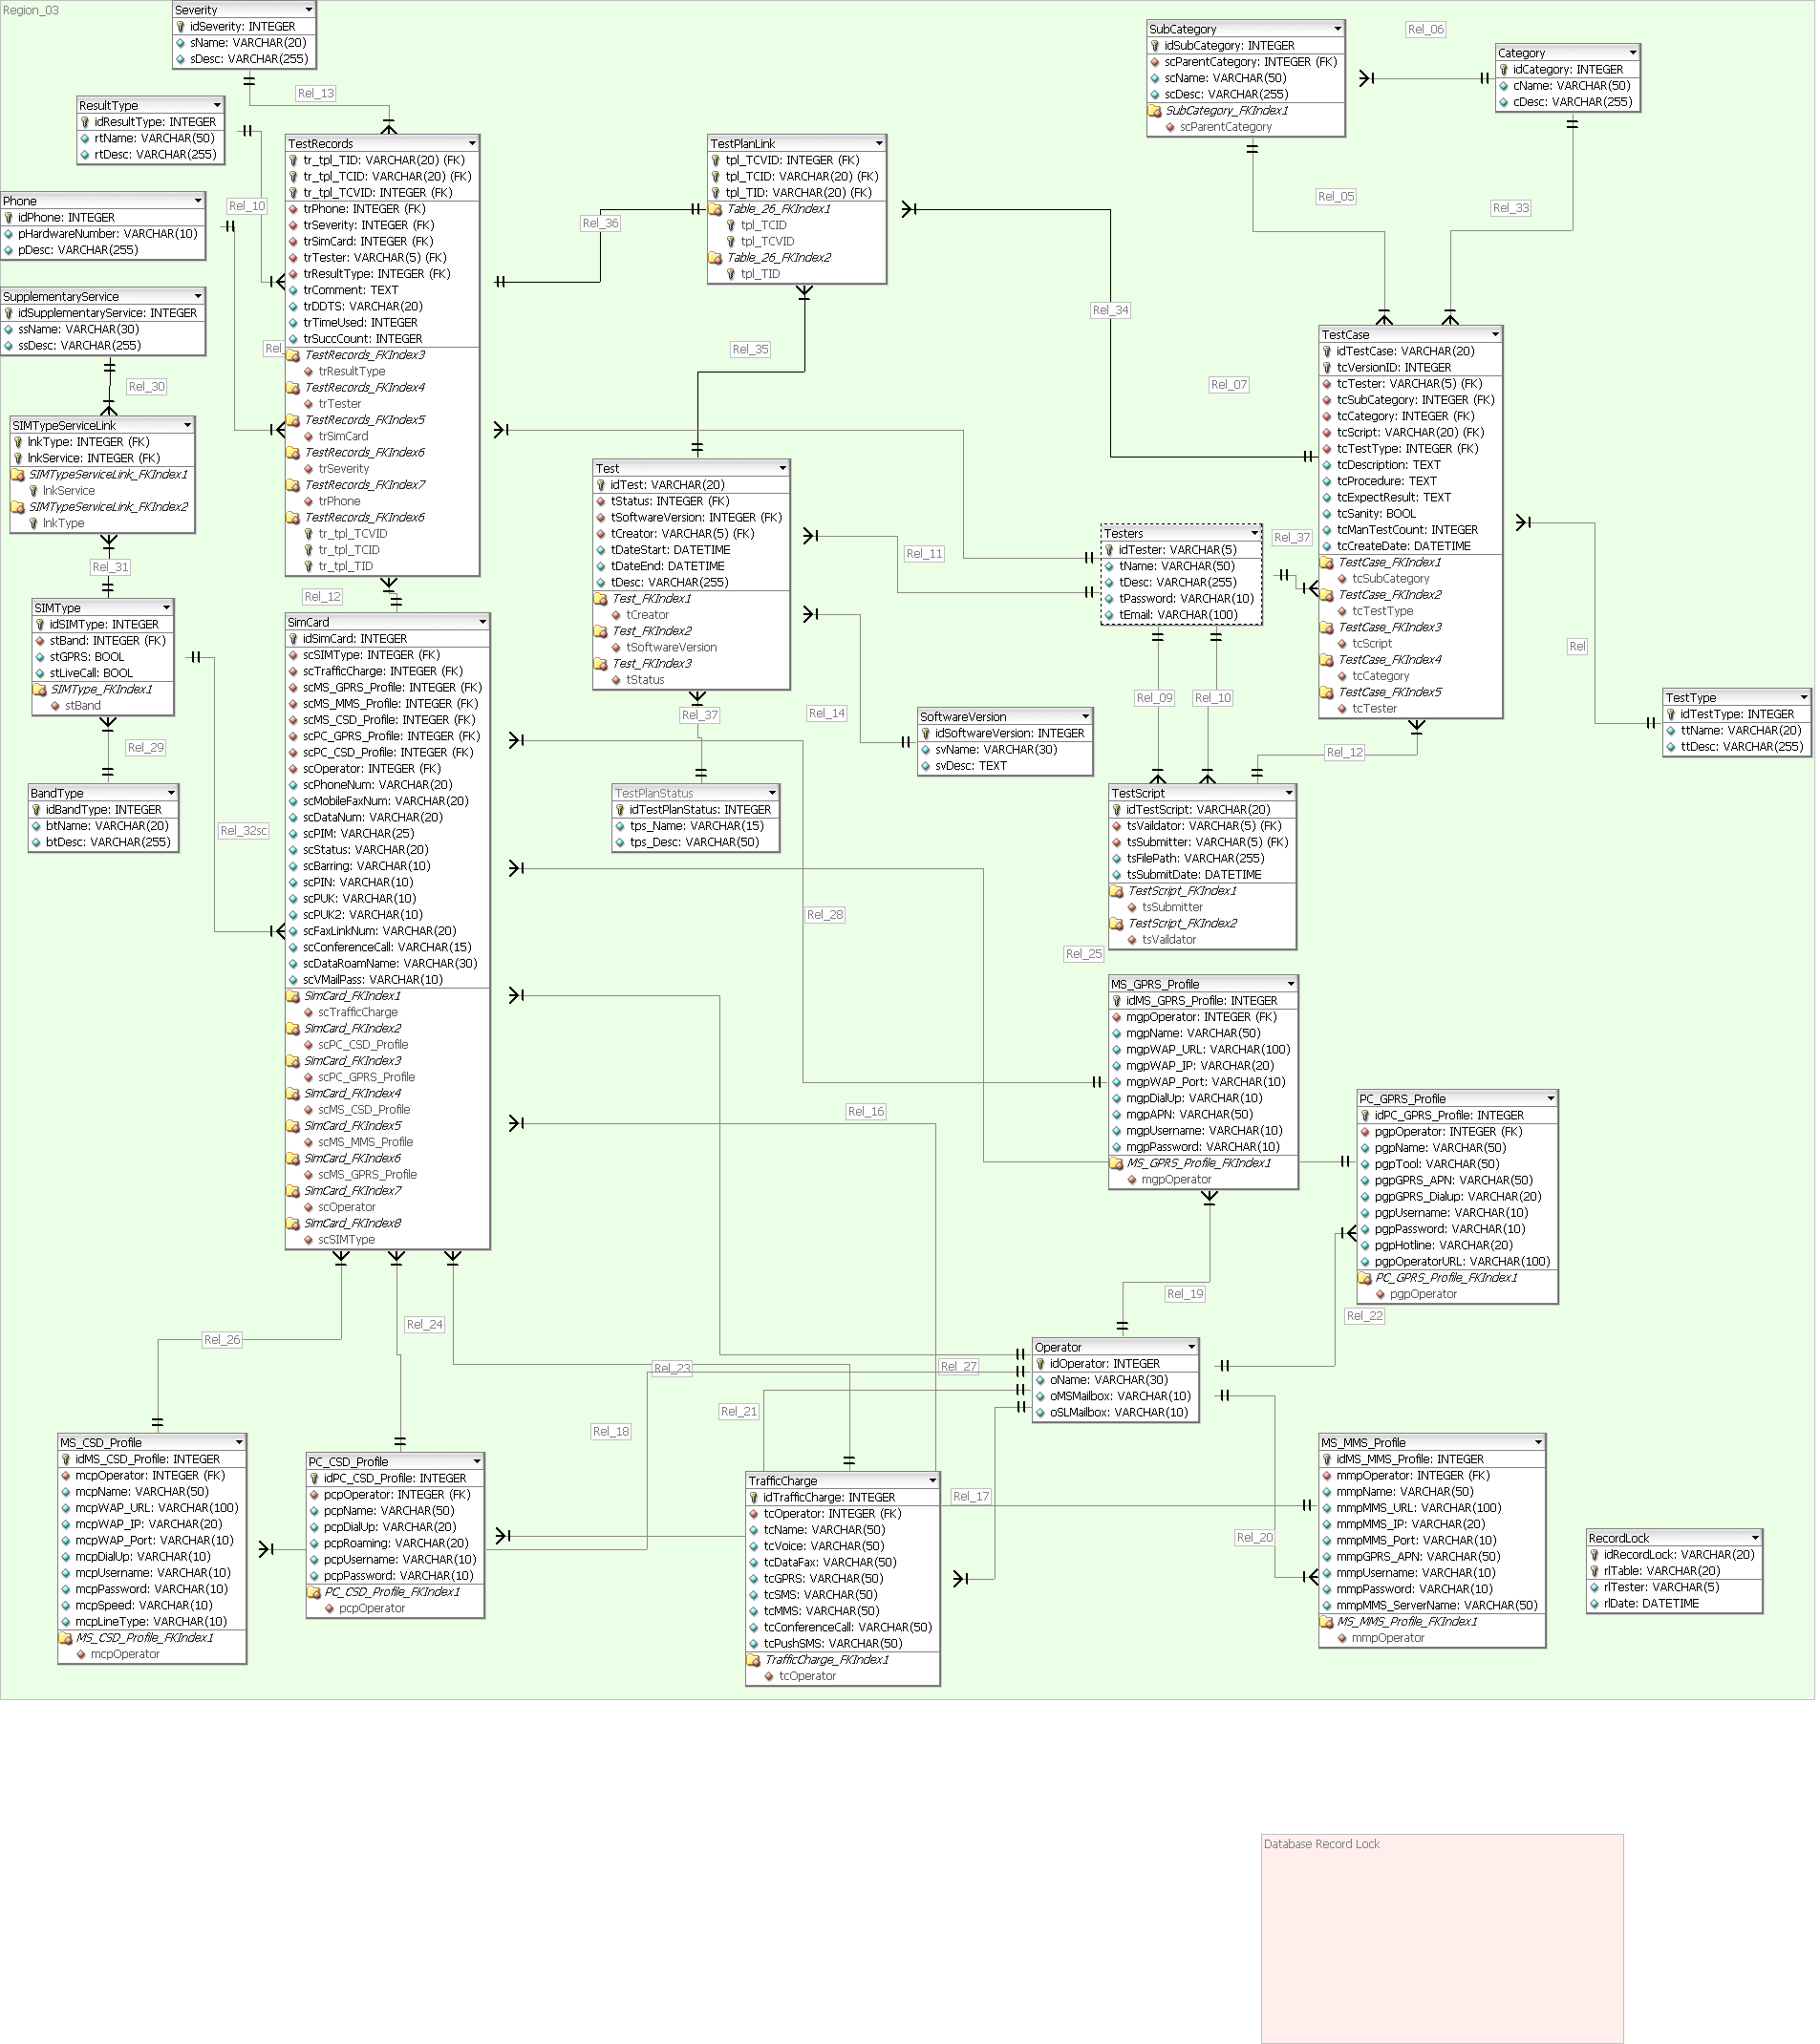 Region_03
Severity
idSeverity: INTEGER
sName: VARCHAR(20)
sDesc: VARCHAR(255)
Rel_13
ResultType
idResultType: INTEGER
rtName: VARCHAR(50)
rtDesc: VARCHAR(255)
Rel_10
Phone
idPhone: INTEGER
pHardwareNumber: VARCHAR(10)
pDesc: VARCHAR(255)
SupplementaryService
idSupplementaryService: INTEGER
ssName: VARCHAR(30)
ssDesc: VARCHAR(255)
Rel_
Rel_30
SIMTypeServiceLink
lnkType: INTEGER (FK)
lnkService: INTEGER (FK)
SIMTypeServiceLink_FKIndex1
lnkService
SIMTypeServiceLink_FKIndex2
lnkType
Rel_31
SIMType
idSIMType: INTEGER
stBand: INTEGER (FK)
stGPRS: BOOL
stLiveCall: BOOL
SIMType_FKIndex1
stBand
Rel_29
BandType
idBandType: INTEGER
btName: VARCHAR(20)
btDesc: VARCHAR(255)
Rel_32sc
TestRecords
tr_tpl_TID: VARCHAR(20) (FK)
tr_tpl_TCID: VARCHAR(20) (FK)
tr_tpl_TCVID: INTEGER (FK)
trPhone: INTEGER (FK)
trSeverity: INTEGER (FK)
trSimCard: INTEGER (FK)
trTester: VARCHAR(5) (FK)
trResultType: INTEGER (FK)
trComment: TEXT
trDDTS: VARCHAR(20)
trTimeUsed: INTEGER
trSuccCount: INTEGER
TestRecords_FKIndex3
trResultType
TestRecords_FKIndex4
trTester
TestRecords_FKIndex5
trSimCard
TestRecords_FKIndex6
trSeverity
TestRecords_FKIndex7
trPhone
TestRecords_FKIndex6
tr_tpl_TCVID
tr_tpl_TCID
tr_tpl_TID
Rel_12
SimCard
idSimCard: INTEGER
scSIMType: INTEGER (FK)
scTrafficCharge: INTEGER (FK)
scMS_GPRS_Profile: INTEGER (FK)
scMS_MMS_Profile: INTEGER (FK)
scMS_CSD_Profile: INTEGER (FK)
scPC_GPRS_Profile: INTEGER (FK)
scPC_CSD_Profile: INTEGER (FK)
scOperator: INTEGER (FK)
scPhoneNum: VARCHAR(20)
scMobileFaxNum: VARCHAR(20)
scDataNum: VARCHAR(20)
scPIM: VARCHAR(25)
scStatus: VARCHAR(20)
scBarring: VARCHAR(10)
scPIN: VARCHAR(10)
scPUK: VARCHAR(10)
scPUK2: VARCHAR(10)
scFaxLinkNum: VARCHAR(20)
scConferenceCall: VARCHAR(15)
scDataRoamName: VARCHAR(30)
scVMailPass: VARCHAR(10)
SimCard_FKIndex1
scTrafficCharge
SimCard_FKIndex2
scPC_CSD_Profile
SimCard_FKIndex3
scPC_GPRS_Profile
SimCard_FKIndex4
scMS_CSD_Profile
SimCard_FKIndex5
scMS_MMS_Profile
SimCard_FKIndex6
scMS_GPRS_Profile
SimCard_FKIndex7
scOperator
SimCard_FKIndex8
scSIMType
Rel_36
TestPlanLink
tpl_TCVID: INTEGER (FK)
tpl_TCID: VARCHAR(20) (FK)
tpl_TID: VARCHAR(20) (FK)
Table_26_FKIndex1
tpl_TCID
tpl_TCVID
Table_26_FKIndex2
tpl_TID
Rel_35
Test
idTest: VARCHAR(20)
tStatus: INTEGER (FK)
tSoftwareVersion: INTEGER (FK)
tCreator: VARCHAR(5) (FK)
tDateStart: DATETIME
tDateEnd: DATETIME
tDesc: VARCHAR(255)
Test_FKIndex1
tCreator
Test_FKIndex2
tSoftwareVersion
Test_FKIndex3
tStatus
Rel_37
Rel_14
Rel_11
TestPlanStatus
idTestPlanStatus: INTEGER
tps_Name: VARCHAR(15)
tps_Desc: VARCHAR(50)
SoftwareVersion
idSoftwareVersion: INTEGER
svName: VARCHAR(30)
svDesc: TEXT
SubCategory
idSubCategory: INTEGER
scParentCategory: INTEGER (FK)
scName: VARCHAR(50)
scDesc: VARCHAR(255)
SubCategory_FKIndex1
scParentCategory
Rel_06
Category
idCategory: INTEGER
cName: VARCHAR(50)
cDesc: VARCHAR(255)
Rel_05
Rel_33
Rel_34
Rel_07
TestCase
idTestCase: VARCHAR(20)
tcVersionID: INTEGER
tcTester: VARCHAR(5) (FK)
tcSubCategory: INTEGER (FK)
tcCategory: INTEGER (FK)
tcScript: VARCHAR(20) (FK)
tcTestType: INTEGER (FK)
tcDescription: TEXT
tcProcedure: TEXT
tcExpectResult: TEXT
tcSanity: BOOL
tcManTestCount: INTEGER
tcCreateDate: DATETIME
TestCase_FKIndex1
tcSubCategory
TestCase_FKIndex2
tcTestType
TestCase_FKIndex3
tcScript
TestCase_FKIndex4
tcCategory
TestCase_FKIndex5
tcTester
Testers
idTester: VARCHAR(5)
tName: VARCHAR(50)
tDesc: VARCHAR(255)
tPassword: VARCHAR(10)
tEmail: VARCHAR(100)
Rel_37
Rel
TestType
idTestType: INTEGER
ttName: VARCHAR(20)
ttDesc: VARCHAR(255)
Rel_09
Rel_10
Rel_12
TestScript
idTestScript: VARCHAR(20)
tsVaildator: VARCHAR(5) (FK)
tsSubmitter: VARCHAR(5) (FK)
tsFilePath: VARCHAR(255)
tsSubmitDate: DATETIME
TestScript_FKIndex1
tsSubmitter
TestScript_FKIndex2
tsVaildator
Rel_28
Rel_25
MS_GPRS_Profile
idMS_GPRS_Profile: INTEGER
mgpOperator: INTEGER (FK)
mgpName: VARCHAR(50)
mgpWAP_URL: VARCHAR(100)
mgpWAP_IP: VARCHAR(20)
mgpWAP_Port: VARCHAR(10)
mgpDialUp: VARCHAR(10)
mgpAPN: VARCHAR(50)
mgpUsername: VARCHAR(10)
mgpPassword: VARCHAR(10)
MS_GPRS_Profile_FKIndex1
mgpOperator
Rel_16
PC_GPRS_Profile
idPC_GPRS_Profile: INTEGER
pgpOperator: INTEGER (FK)
pgpName: VARCHAR(50)
pgpTool: VARCHAR(50)
pgpGPRS_APN: VARCHAR(50)
pgpGPRS_Dialup: VARCHAR(20)
pgpUsername: VARCHAR(10)
pgpPassword: VARCHAR(10)
pgpHotline: VARCHAR(20)
pgpOperatorURL: VARCHAR(100)
PC_GPRS_Profile_FKIndex1
pgpOperator
Rel_19
Rel_22
Rel_26
Rel_24
Rel_23
Rel_27
Rel_21
Rel_18
Operator
idOperator: INTEGER
oName: VARCHAR(30)
oMSMailbox: VARCHAR(10)
oSLMailbox: VARCHAR(10)
MS_CSD_Profile
idMS_CSD_Profile: INTEGER
mcpOperator: INTEGER (FK)
mcpName: VARCHAR(50)
mcpWAP_URL: VARCHAR(100)
mcpWAP_IP: VARCHAR(20)
mcpWAP_Port: VARCHAR(10)
mcpDialUp: VARCHAR(10)
mcpUsername: VARCHAR(10)
mcpPassword: VARCHAR(10)
mcpSpeed: VARCHAR(10)
mcpLineType: VARCHAR(10)
MS_CSD_Profile_FKIndex1
mcpOperator
PC_CSD_Profile
idPC_CSD_Profile: INTEGER
pcpOperator: INTEGER (FK)
pcpName: VARCHAR(50)
pcpDialUp: VARCHAR(20)
pcpRoaming: VARCHAR(20)
pcpUsername: VARCHAR(10)
pcpPassword: VARCHAR(10)
PC_CSD_Profile_FKIndex1
pcpOperator
TrafficCharge
idTrafficCharge: INTEGER
tcOperator: INTEGER (FK)
tcName: VARCHAR(50)
tcVoice: VARCHAR(50)
tcDataFax: VARCHAR(50)
tcGPRS: VARCHAR(50)
tcSMS: VARCHAR(50)
tcMMS: VARCHAR(50)
tcConferenceCall: VARCHAR(50)
tcPushSMS: VARCHAR(50)
TrafficCharge_FKIndex1
tcOperator
Rel_17
Rel_20
MS_MMS_Profile
idMS_MMS_Profile: INTEGER
mmpOperator: INTEGER (FK)
mmpName: VARCHAR(50)
mmpMMS_URL: VARCHAR(100)
mmpMMS_IP: VARCHAR(20)
mmpMMS_Port: VARCHAR(10)
mmpGPRS_APN: VARCHAR(50)
mmpUsername: VARCHAR(10)
mmpPassword: VARCHAR(10)
mmpMMS_ServerName: VARCHAR(50)
MS_MMS_Profile_FKIndex1
mmpOperator
RecordLock
idRecordLock: VARCHAR(20)
rlTable: VARCHAR(20)
rlTester: VARCHAR(5)
rlDate: DATETIME
Database Record Lock